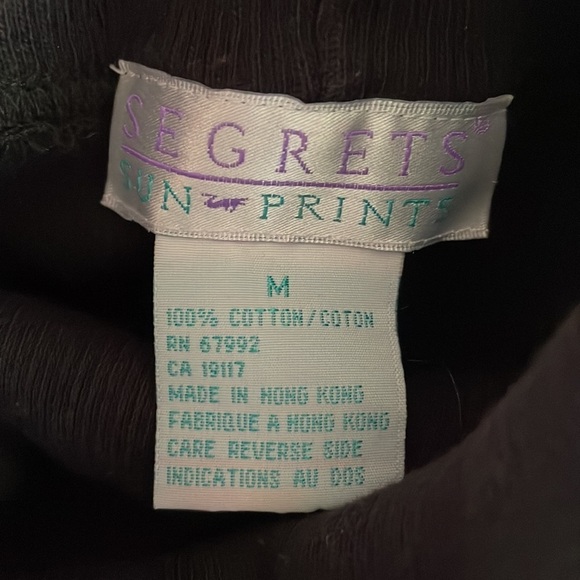 SEGRETS®
SUN PRINTS
M
100% COTTON/COTON
RN 67992
CA 19117
MADE IN HONG KONG
FABRIQUE A HONG KONG
CARE REVERSE SIDE
INDICATIONS AU DOS